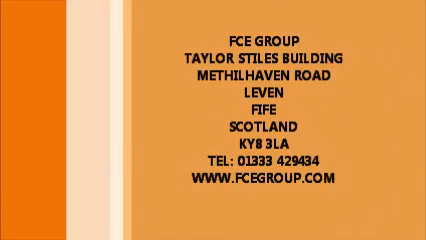 FCE GROUP
TAYLOR STILES BUILDING
METHILHAVEN ROAD
LEVEN
FIFE
SCOTLAND
KY8 3LA
TEL: 01333 429434
WWW.FCEGROUP.COM